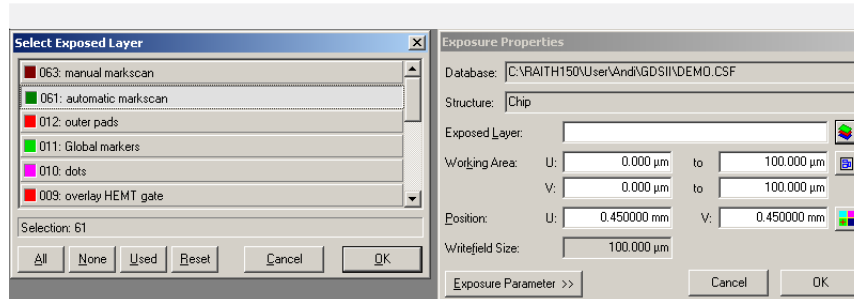 Select Exposed Layer
063: manual markscan
061: automatic markscan
012: outer pads
011: Global markers
010: dots
009: overlay HEMT gate
Selection: 61
All None Used Reset Cancel OK
Exposure Properties
Database: C:\RAITH150\User\Andi\GDSII\DEMO.CSF
Structure: Chip
Exposed Layer:
Working Area: U: 0.000 µm to 100.000 µm
V: 0.000 µm to 100.000 µm
Position: U: 0.450000 mm V: 0.450000 mm
Writefield Size: 100.000 µm
Exposure Parameter >> Cancel OK